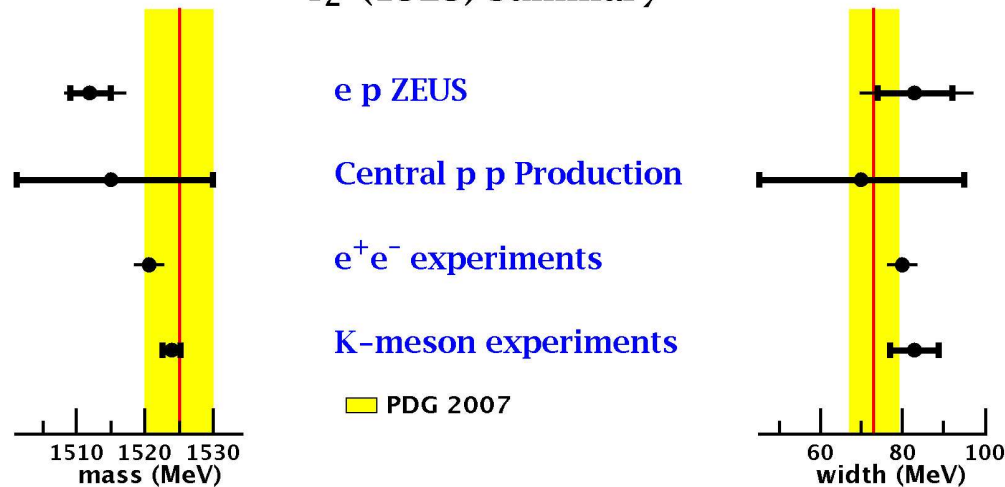 e p ZEUS
Central p p Production
e⁺e⁻ experiments
K-meson experiments
PDG 2007
1510 1520 1530
mass (MeV)
60 80 100
width (MeV)